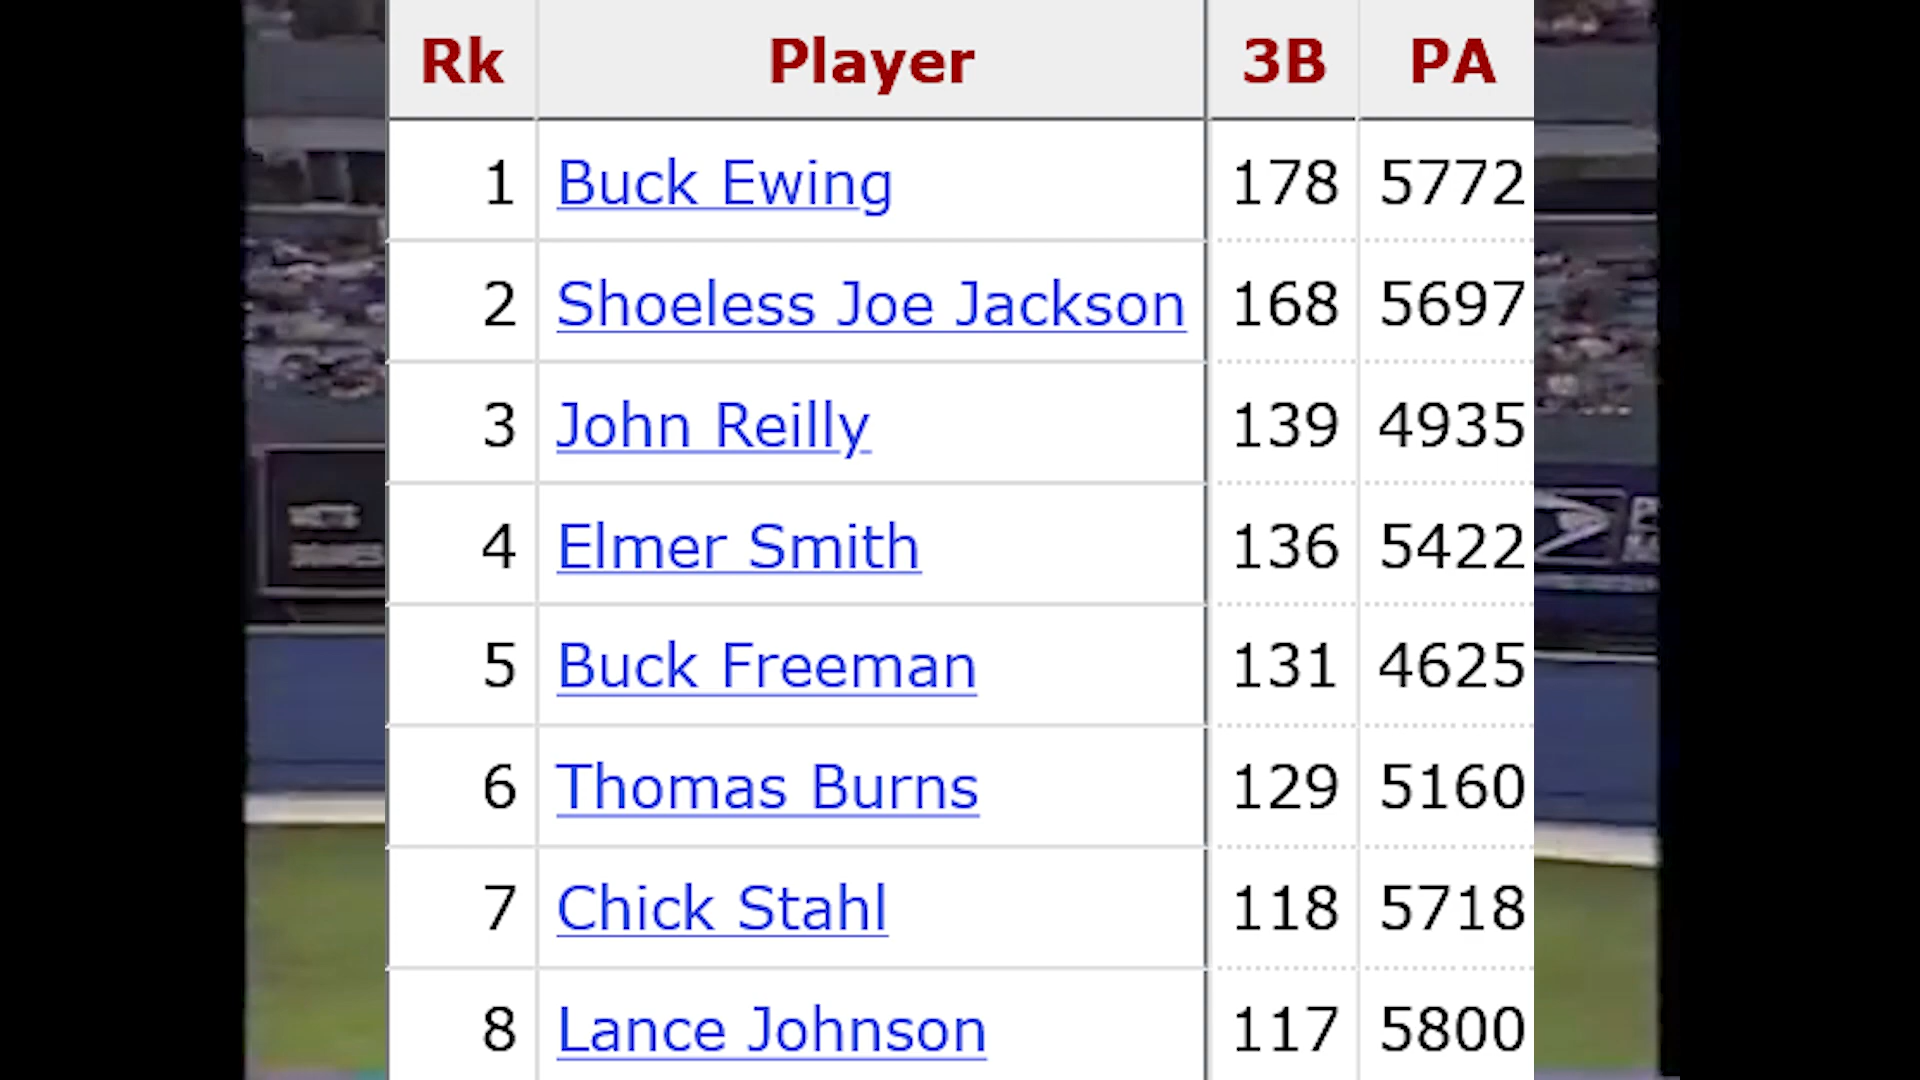 Rk Player 3B PA
1 Buck Ewing 178 5772
2 Shoeless Joe Jackson 168 5697
3 John Reilly 139 4935
4 Elmer Smith 136 5422
5 Buck Freeman 131 4625
6 Thomas Burns 129 5160
7 Chick Stahl 118 5718
8 Lance Johnson 117 5800